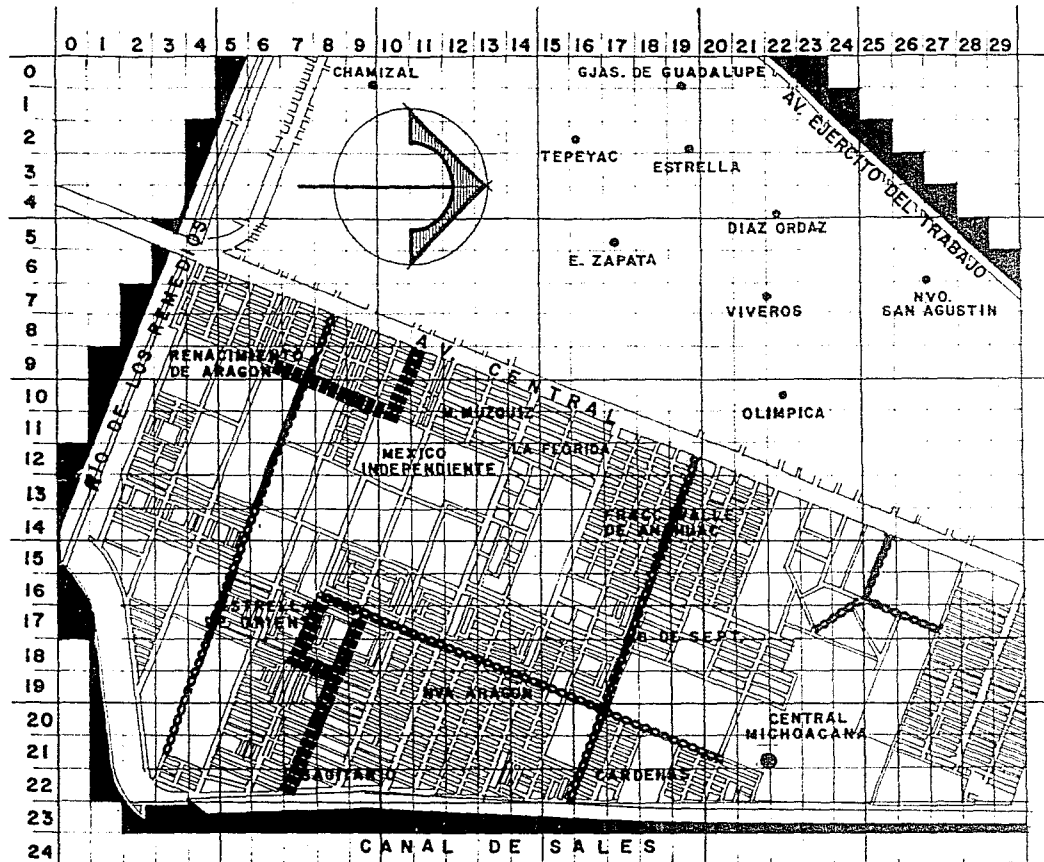 0 1 2 3 4 5 6 7 8 9 10 11 12 13 14 15 16 17 18 19 20 21 22 23 24 25 26 27 28 29
0
1
2
3
4
5
6
7
8
9
10
11
12
13
14
15
16
17
18
19
20
21
22
23
24
CHAMIZAL
GJAS. DE GUADALUPE
AV. EJERCITO DEL TRABAJO
TEPEYAC
ESTRELLA
DIAZ ORDAZ
E. ZAPATA
RIO DE LOS REMEDIOS
VIVEROS
NVO.
SAN AGUSTIN
AV. CENTRAL
RENACIMIENTO
DE ARAGON
OLIMPICA
M. MUZQUIZ
LA FLORIDA
MEXICO
INDEPENDIENTE
FRACC. VALLE
DE ANAHUAC
ESTRELLA
DE SEPT.
NVA ARAGON
CENTRAL
MICHOACANA
SAGITARIO
CARDENAS
CANAL DE SALES